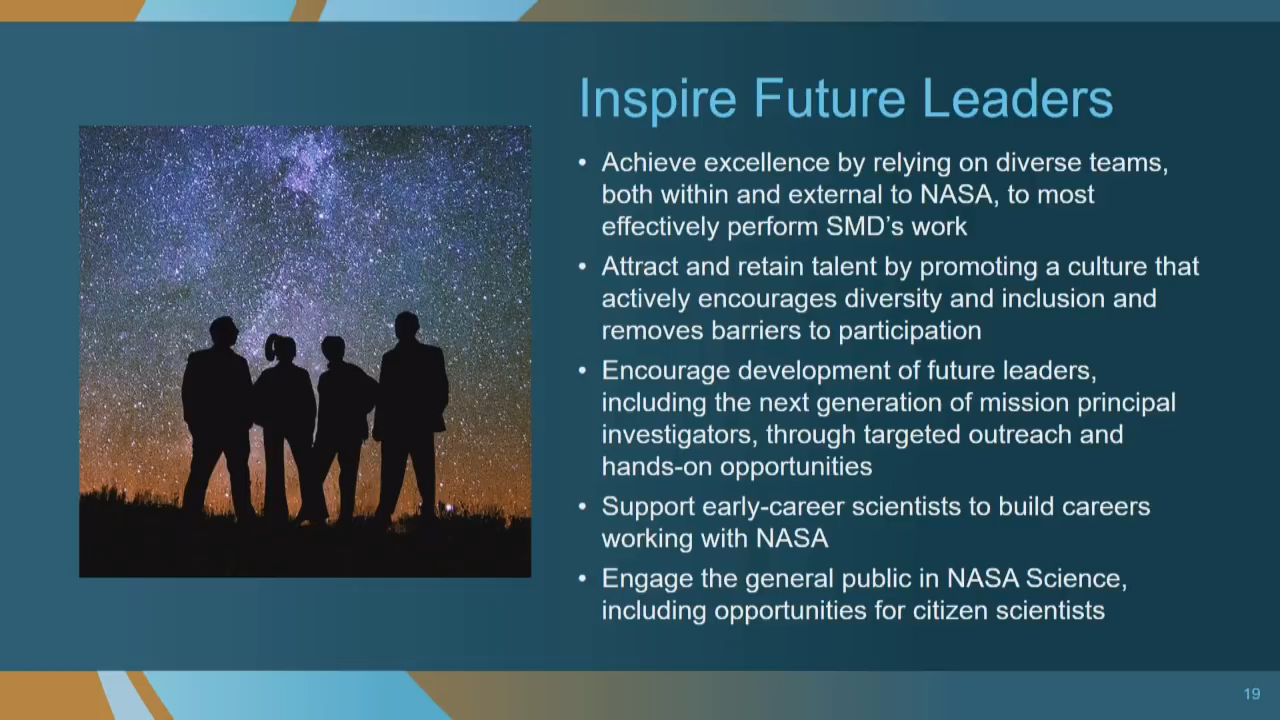 Inspire Future Leaders
• Achieve excellence by relying on diverse teams,
both within and external to NASA, to most
effectively perform SMD’s work
• Attract and retain talent by promoting a culture that
actively encourages diversity and inclusion and
removes barriers to participation
• Encourage development of future leaders,
including the next generation of mission principal
investigators, through targeted outreach and
hands-on opportunities
• Support early-career scientists to build careers
working with NASA
• Engage the general public in NASA Science,
including opportunities for citizen scientists
19